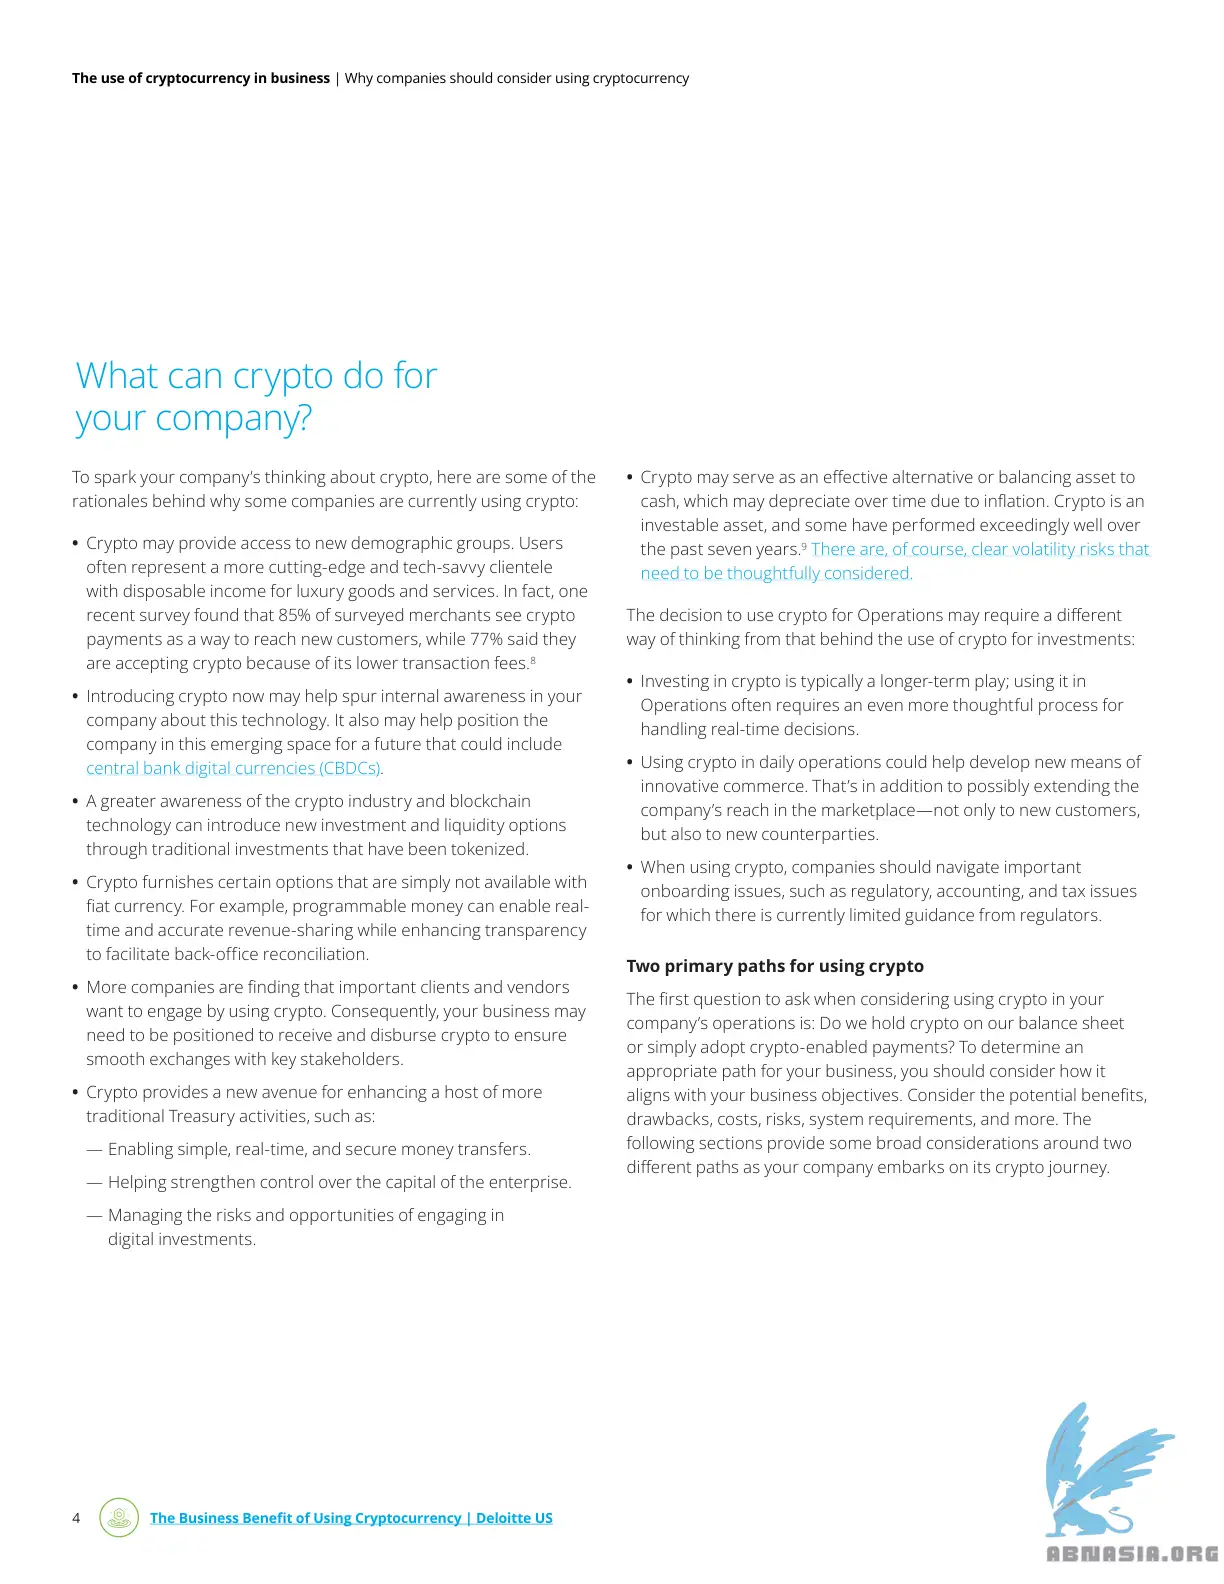 The use of cryptocurrency in business | Why companies should consider using cryptocurrency
What can crypto do for
your company?
To spark your company's thinking about crypto, here are some of the
rationales behind why some companies are currently using crypto:
• Crypto may provide access to new demographic groups. Users
often represent a more cutting-edge and tech-savvy clientele
with disposable income for luxury goods and services. In fact, one
recent survey found that 85% of surveyed merchants see crypto
payments as a way to reach new customers, while 77% said they
are accepting crypto because of its lower transaction fees.⁸
• Introducing crypto now may help spur internal awareness in your
company about this technology. It also may help position the
company in this emerging space for a future that could include
central bank digital currencies (CBDCs).
• A greater awareness of the crypto industry and blockchain
technology can introduce new investment and liquidity options
through traditional investments that have been tokenized.
• Crypto furnishes certain options that are simply not available with
fiat currency. For example, programmable money can enable real-
time and accurate revenue-sharing while enhancing transparency
to facilitate back-office reconciliation.
• More companies are finding that important clients and vendors
want to engage by using crypto. Consequently, your business may
need to be positioned to receive and disburse crypto to ensure
smooth exchanges with key stakeholders.
• Crypto provides a new avenue for enhancing a host of more
traditional Treasury activities, such as:
— Enabling simple, real-time, and secure money transfers.
— Helping strengthen control over the capital of the enterprise.
— Managing the risks and opportunities of engaging in
digital investments.
• Crypto may serve as an effective alternative or balancing asset to
cash, which may depreciate over time due to inflation. Crypto is an
investable asset, and some have performed exceedingly well over
the past seven years.⁹ There are, of course, clear volatility risks that
need to be thoughtfully considered.
The decision to use crypto for Operations may require a different
way of thinking from that behind the use of crypto for investments:
• Investing in crypto is typically a longer-term play; using it in
Operations often requires an even more thoughtful process for
handling real-time decisions.
• Using crypto in daily operations could help develop new means of
innovative commerce. That's in addition to possibly extending the
company's reach in the marketplace—not only to new customers,
but also to new counterparties.
• When using crypto, companies should navigate important
onboarding issues, such as regulatory, accounting, and tax issues
for which there is currently limited guidance from regulators.
Two primary paths for using crypto
The first question to ask when considering using crypto in your
company's operations is: Do we hold crypto on our balance sheet
or simply adopt crypto-enabled payments? To determine an
appropriate path for your business, you should consider how it
aligns with your business objectives. Consider the potential benefits,
drawbacks, costs, risks, system requirements, and more. The
following sections provide some broad considerations around two
different paths as your company embarks on its crypto journey.
4
The Business Benefit of Using Cryptocurrency | Deloitte US
ABNASIA.ORG